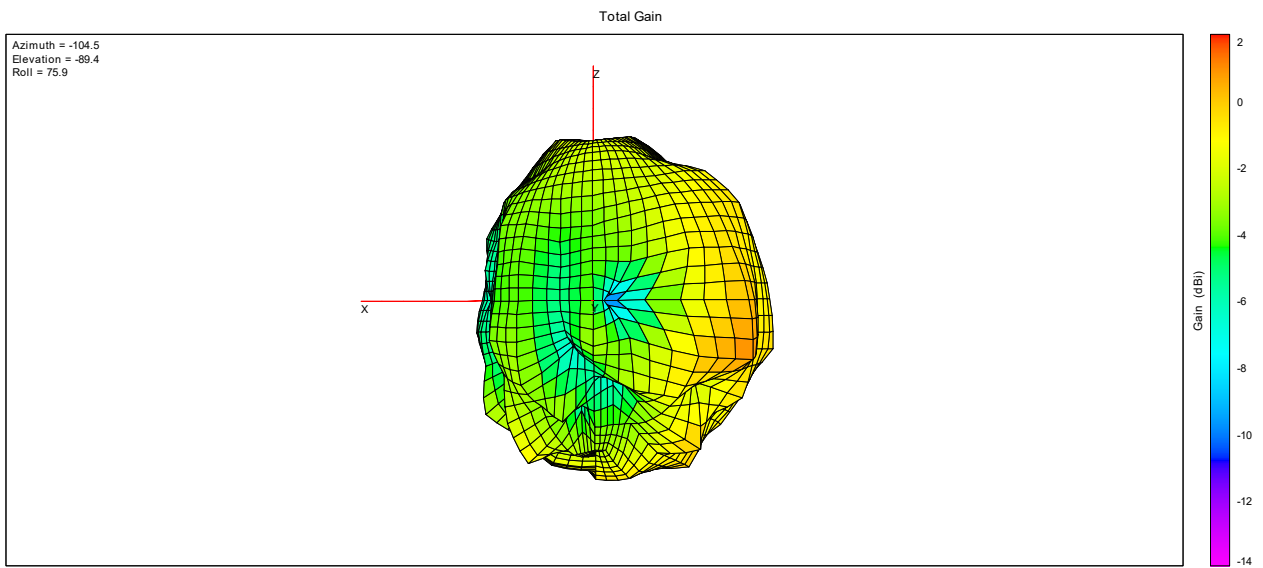 Total Gain
Azimuth = -104.5
Elevation = -89.4
Roll = 75.9
Z
X
Y
2
0
-2
-4
-6
-8
-10
-12
-14
Gain (dBi)